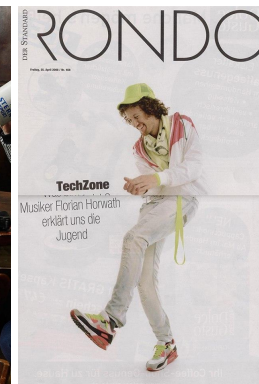 DER STANDARD
RONDO
TechZone
Musiker Florian Horwath
erklärt uns die
Jugend